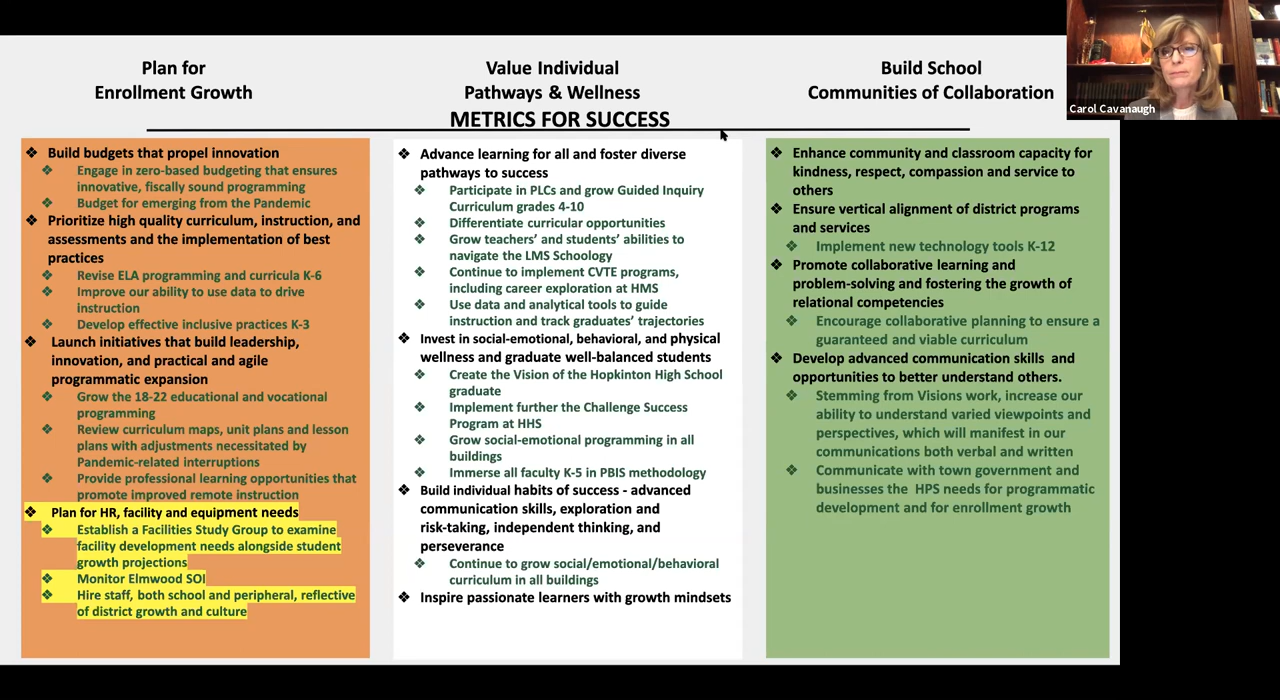 Plan for
Enrollment Growth
Value Individual
Pathways & Wellness
METRICS FOR SUCCESS
Build School
Communities of Collaboration
Carol Cavanaugh
❖ Build budgets that propel innovation
❖ Engage in zero-based budgeting that ensures
innovative, fiscally sound programming
❖ Budget for emerging from the Pandemic
❖ Prioritize high quality curriculum, instruction, and
assessments and the implementation of best
practices
❖ Revise ELA programming and curricula K-6
❖ Improve our ability to use data to drive
instruction
❖ Develop effective inclusive practices K-3
❖ Launch initiatives that build leadership,
innovation, and practical and agile
programmatic expansion
❖ Grow the 18-22 educational and vocational
programming
❖ Review curriculum maps, unit plans and lesson
plans with adjustments necessitated by
Pandemic-related interruptions
❖ Provide professional learning opportunities that
promote improved remote instruction
❖ Plan for HR, facility and equipment needs
❖ Establish a Facilities Study Group to examine
facility development needs alongside student
growth projections
❖ Monitor Elmwood SOI
❖ Hire staff, both school and peripheral, reflective
of district growth and culture
❖ Advance learning for all and foster diverse
pathways to success
❖ Participate in PLCs and grow Guided Inquiry
Curriculum grades 4-10
❖ Differentiate curricular opportunities
❖ Grow teachers' and students' abilities to
navigate the LMS Schoology
❖ Continue to implement CVTE programs,
including career exploration at HMS
❖ Use data and analytical tools to guide
instruction and track graduates' trajectories
❖ Invest in social-emotional, behavioral, and physical
wellness and graduate well-balanced students
❖ Create the Vision of the Hopkinton High School
graduate
❖ Implement further the Challenge Success
Program at HHS
❖ Grow social-emotional programming in all
buildings
❖ Immerse all faculty K-5 in PBIS methodology
❖ Build individual habits of success - advanced
communication skills, exploration and
risk-taking, independent thinking, and
perseverance
❖ Continue to grow social/emotional/behavioral
curriculum in all buildings
❖ Inspire passionate learners with growth mindsets
❖ Enhance community and classroom capacity for
kindness, respect, compassion and service to
others
❖ Ensure vertical alignment of district programs
and services
❖ Implement new technology tools K-12
❖ Promote collaborative learning and
problem-solving and fostering the growth of
relational competencies
❖ Encourage collaborative planning to ensure a
guaranteed and viable curriculum
❖ Develop advanced communication skills and
opportunities to better understand others.
❖ Stemming from Visions work, increase our
ability to understand varied viewpoints and
perspectives, which will manifest in our
communications both verbal and written
❖ Communicate with town government and
businesses the HPS needs for programmatic
development and for enrollment growth